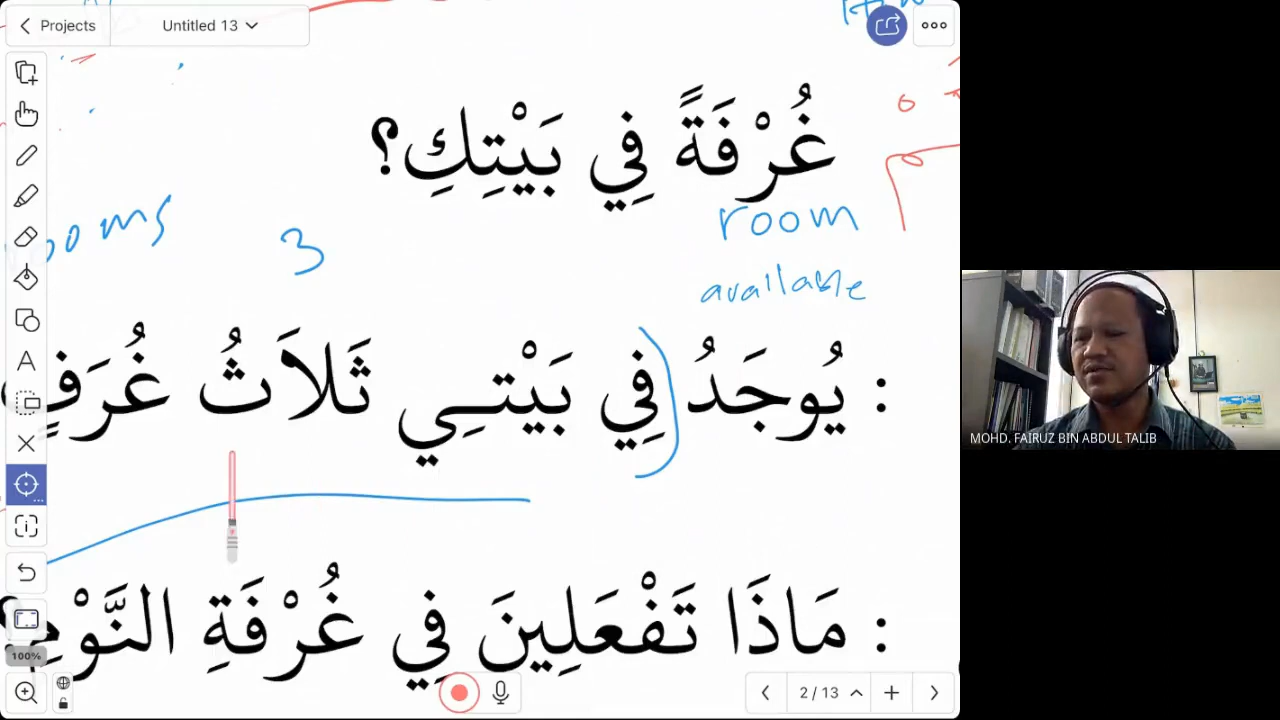 Projects
Untitled 13
غُرْفَةً فِي بَيْتِكِ؟
room
rooms
3
available
: يُوجَدُ فِي بَيْتِـي ثَلاَثُ غُرَفٍ
: مَاذَا تَفْعَلِينَ فِي غُرْفَةِ النَّوْمِ؟
A
100%
2 / 13
MOHD. FAIRUZ BIN ABDUL TALIB